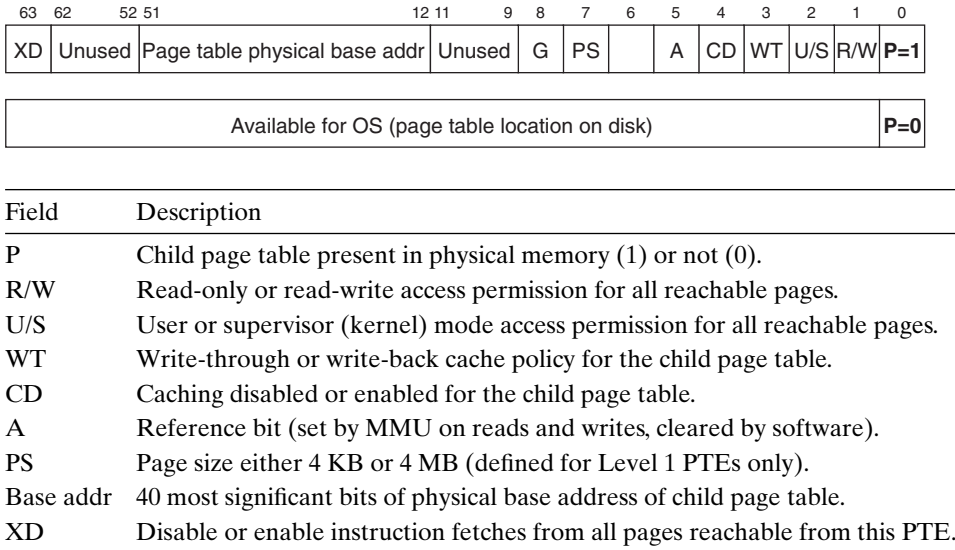 63 62 52 51 12 11 9 8 7 6 5 4 3 2 1 0
XD Unused Page table physical base addr Unused G PS A CD WT U/S R/W P=1
Available for OS (page table location on disk) P=0
Field Description
P Child page table present in physical memory (1) or not (0).
R/W Read-only or read-write access permission for all reachable pages.
U/S User or supervisor (kernel) mode access permission for all reachable pages.
WT Write-through or write-back cache policy for the child page table.
CD Caching disabled or enabled for the child page table.
A Reference bit (set by MMU on reads and writes, cleared by software).
PS Page size either 4 KB or 4 MB (defined for Level 1 PTEs only).
Base addr 40 most significant bits of physical base address of child page table.
XD Disable or enable instruction fetches from all pages reachable from this PTE.